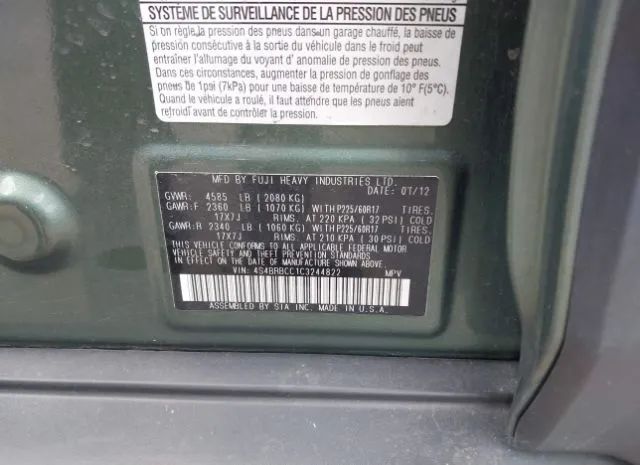 SYSTÈME DE SURVEILLANCE DE LA PRESSION DES PNEUS
Si on règle la pression des pneus dans un garage chauffé, la baisse de
pression consécutive à la sortie du véhicule dans le froid peut
entraîner l'allumage du voyant d' anomalie de pression des pneus.
Dans ces circonstances, augmenter la pression de gonflage des
pneus de 1psi (7kPa) pour une baisse de température de 10° F(5°C).
Quand le véhicule a roulé, il faut attendre que les pneus aient
refroidi avant de contrôler la pression.
MFD BY FUJI HEAVY INDUSTRIES LTD.
GVWR: 4585 LB (2080 KG) DATE: 01/12
GAWR:F 2360 LB (1070 KG) WITH P225/60R17 TIRES.
17X7J RIMS. AT 220 KPA (32 PSI) COLD
GAWR:R 2340 LB (1060 KG) WITH P225/60R17 TIRES.
17X7J RIMS. AT 210 KPA (30 PSI) COLD
THIS VEHICLE CONFORMS TO ALL APPLICABLE FEDERAL MOTOR
VEHICLE SAFETY AND THEFT PREVENTION STANDARDS IN
EFFECT ON THE DATE OF MANUFACTURE SHOWN ABOVE.
VIN: 4S4BRBCC1C3244822 MPV
ASSEMBLED BY SIA INC. MADE IN U.S.A.